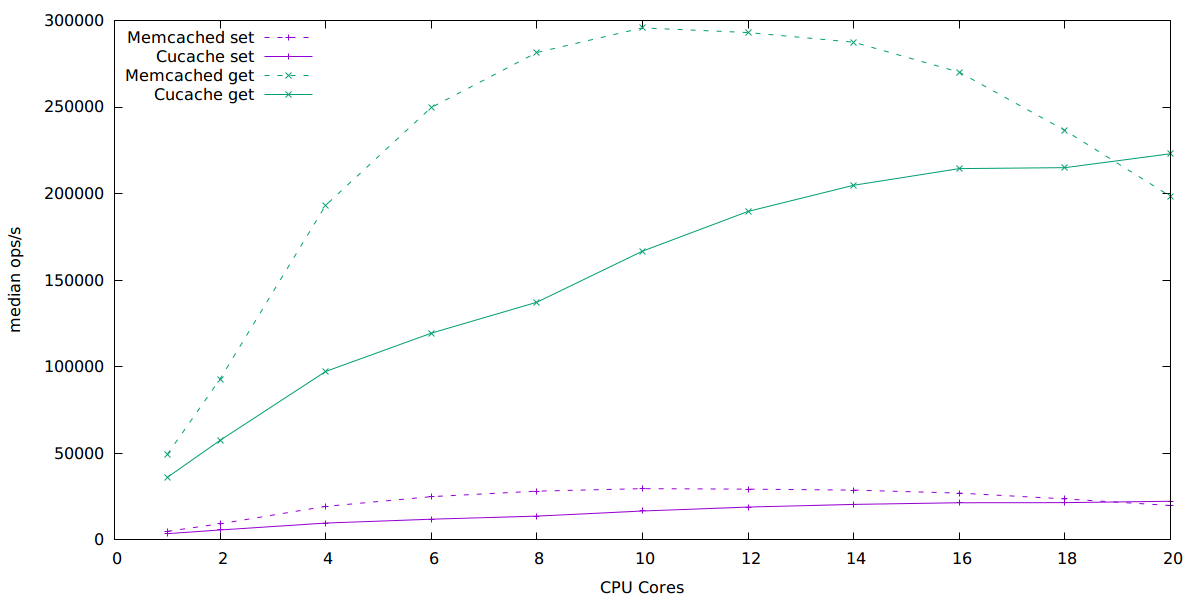 300000
250000
200000
150000
100000
50000
0
median ops/s
Memcached set
Cucache set
Memcached get
Cucache get
0 2 4 6 8 10 12 14 16 18 20
CPU Cores